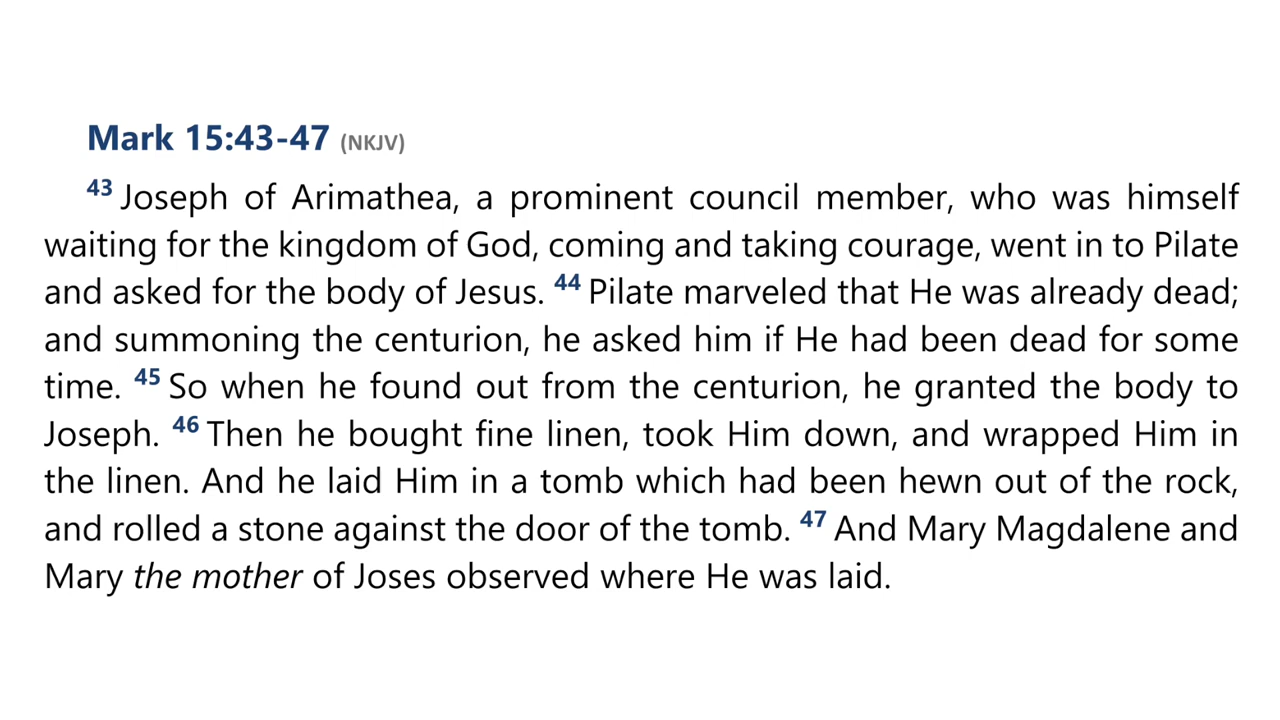 Mark 15:43-47 (NKJV)
43 Joseph of Arimathea, a prominent council member, who was himself
waiting for the kingdom of God, coming and taking courage, went in to Pilate
and asked for the body of Jesus. 44 Pilate marveled that He was already dead;
and summoning the centurion, he asked him if He had been dead for some
time. 45 So when he found out from the centurion, he granted the body to
Joseph. 46 Then he bought fine linen, took Him down, and wrapped Him in
the linen. And he laid Him in a tomb which had been hewn out of the rock,
and rolled a stone against the door of the tomb. 47 And Mary Magdalene and
Mary the mother of Joses observed where He was laid.